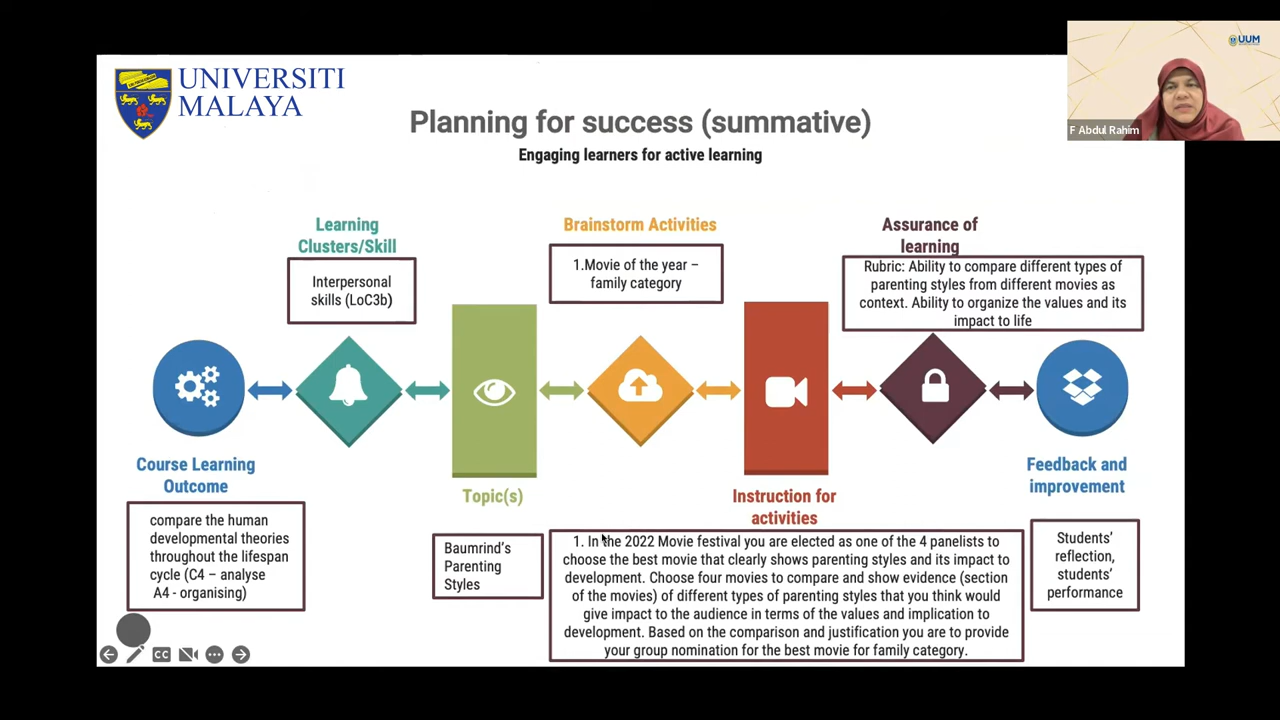 UNIVERSITI
MALAYA
UUM
F Abdul Rahim
Planning for success (summative)
Engaging learners for active learning
Learning
Clusters/Skill
Interpersonal
skills (LoC3b)
Brainstorm Activities
1.Movie of the year –
family category
Assurance of
learning
Rubric: Ability to compare different types of
parenting styles from different movies as
context. Ability to organize the values and its
impact to life
Course Learning
Outcome
compare the human
developmental theories
throughout the lifespan
cycle (C4 – analyse
A4 - organising)
Topic(s)
Baumrind's
Parenting
Styles
Instruction for
activities
1. In the 2022 Movie festival you are elected as one of the 4 panelists to
choose the best movie that clearly shows parenting styles and its impact to
development. Choose four movies to compare and show evidence (section
of the movies) of different types of parenting styles that you think would
give impact to the audience in terms of the values and implication to
development. Based on the comparison and justification you are to provide
your group nomination for the best movie for family category.
Feedback and
improvement
Students'
reflection,
students'
performance
CC